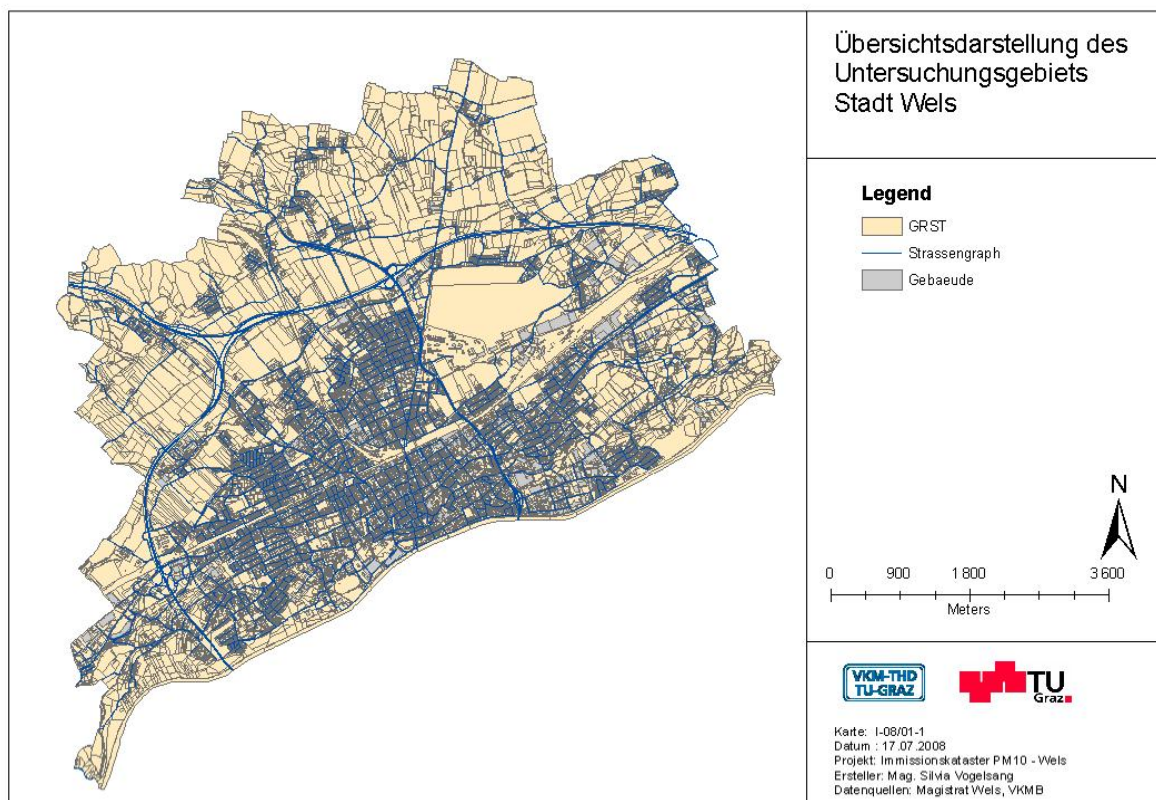 Übersichtsdarstellung des
Untersuchungsgebiets
Stadt Wels
Legend
GRST
Strassengraph
Gebaeude
N
0 900 1 800 3 600
Meters
VKM-THD
TU-GRAZ
TU
Graz
Karte: I-08/01-1
Datum : 17.07.2008
Projekt: Immissionskataster PM10 - Wels
Ersteller: Mag. Silvia Vogelsang
Datenquellen: Magistrat Wels, VKMB